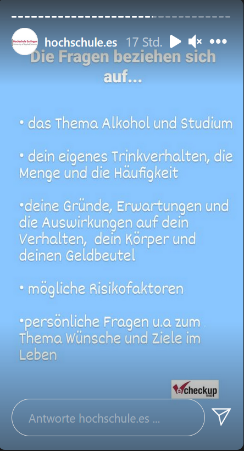 hochschule.es 17 Std.
Die Fragen beziehen sich
auf...
• das Thema Alkohol und Studium
• dein eigenes Trinkverhalten, die
Menge und die Häufigkeit
•deine Gründe, Erwartungen und
die Auswirkungen auf dein
Verhalten, dein Körper und
deinen Geldbeutel
• mögliche Risikofaktoren
•persönliche Fragen u.a zum
Thema Wünsche und Ziele im
Leben
checkup
Antworte hochschule.es ...